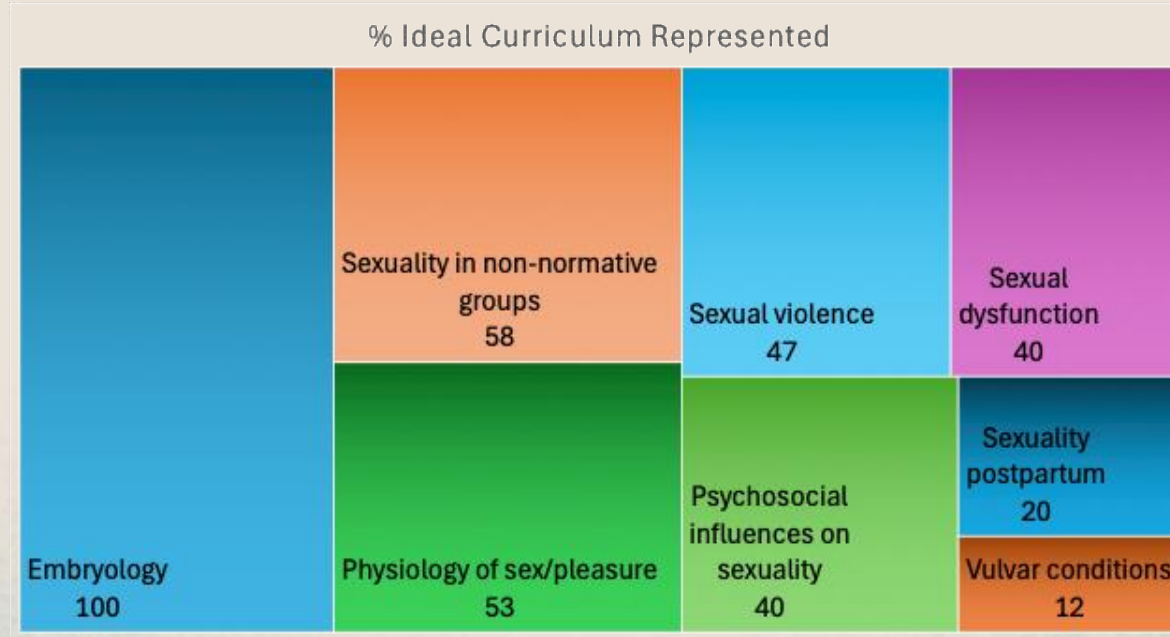 % Ideal Curriculum Represented
Embryology
100
Sexuality in non-normative
groups
58
Physiology of sex/pleasure
53
Sexual violence
47
Sexual
dysfunction
40
Psychosocial
influences on
sexuality
40
Sexuality
postpartum
20
Vulvar conditions
12